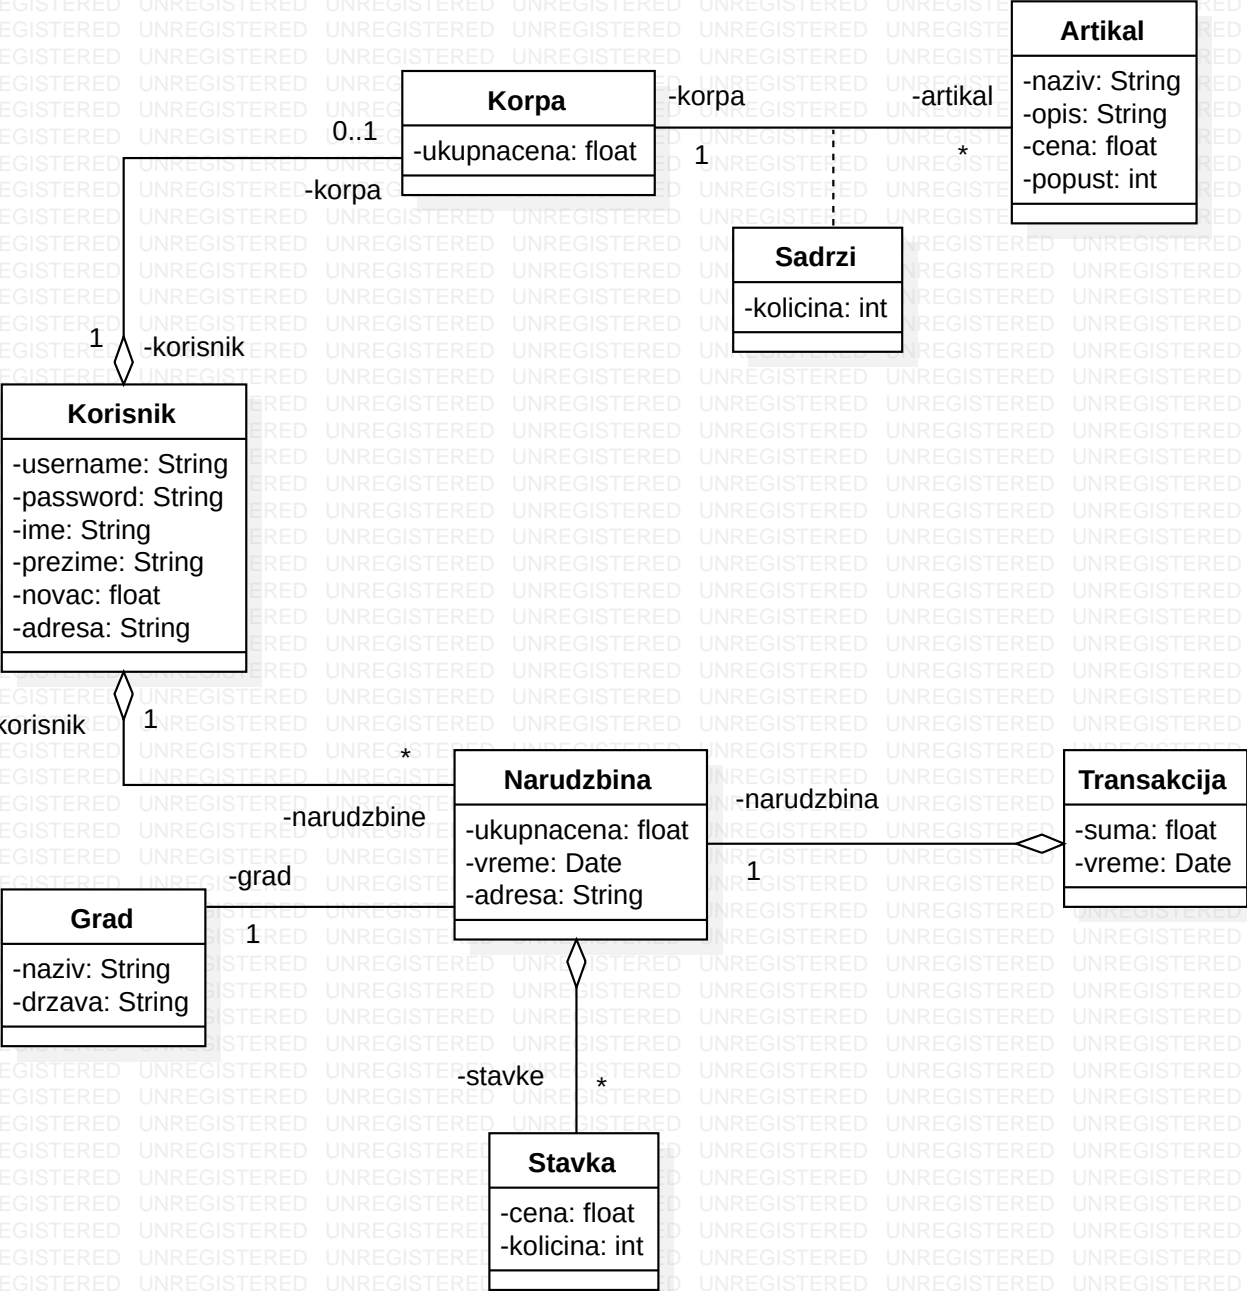 Artikal
-naziv: String
-opis: String
-cena: float
-popust: int
Korpa
-ukupnacena: float
-korpa
-artikal
1
*
0..1
-korpa
Sadrzi
-kolicina: int
1
-korisnik
Korisnik
-username: String
-password: String
-ime: String
-prezime: String
-novac: float
-adresa: String
korisnik
1
*
-narudzbine
Narudzbina
-ukupnacena: float
-vreme: Date
-adresa: String
-narudzbina
1
Transakcija
-suma: float
-vreme: Date
-grad
1
Grad
-naziv: String
-drzava: String
-stavke
*
Stavka
-cena: float
-kolicina: int
UNREGISTERED